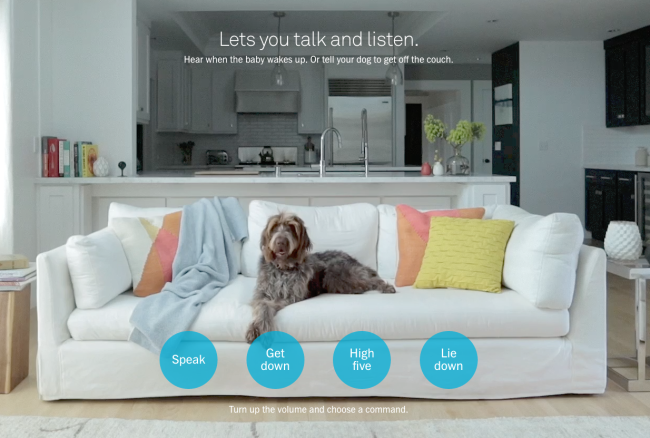 Lets you talk and listen.
Hear when the baby wakes up. Or tell your dog to get off the couch.
Speak
Get
down
High
five
Lie
down
Turn up the volume and choose a command.